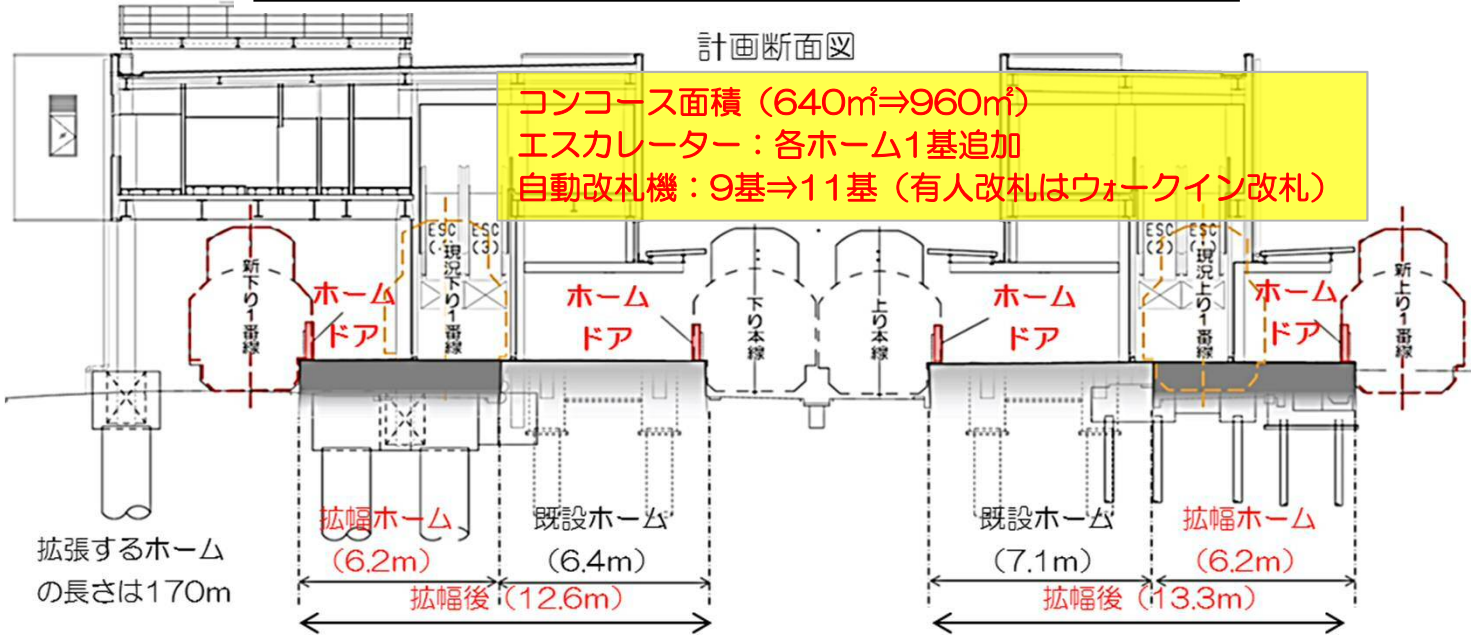 計画断面図
コンコース面積（640㎡⇒960㎡）
エスカレーター：各ホーム1基追加
自動改札機：9基⇒11基（有人改札はウォークイン改札）
ESC
ESC
(3)
ESC
(2)
ESC
新下り1番線
ホーム
ドア
現況下り1番線
ホーム
ドア
下り本線
上り本線
ホーム
ドア
現況上り1番線
ホーム
ドア
新上り1番線
拡張するホーム
の長さは170m
拡幅ホーム
（6.2m）
既設ホーム
（6.4m）
拡幅後（12.6m）
既設ホーム
（7.1m）
拡幅ホーム
（6.2m）
拡幅後（13.3m）